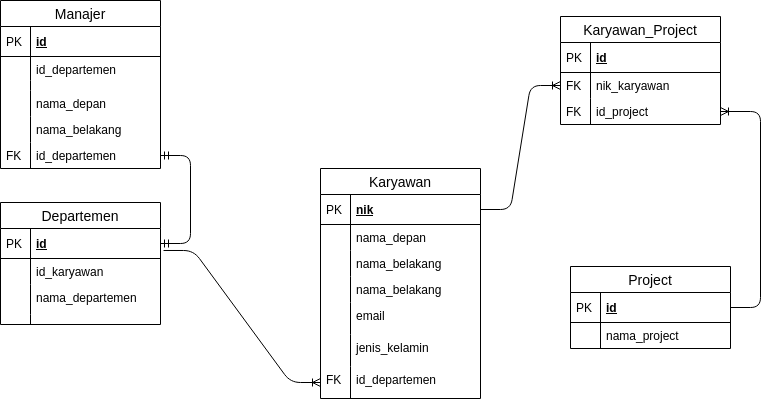 Manajer
PK id
id_departemen
nama_depan
nama_belakang
FK id_departemen
Departemen
PK id
id_karyawan
nama_departemen
Karyawan
PK nik
nama_depan
nama_belakang
nama_belakang
email
jenis_kelamin
FK id_departemen
Karyawan_Project
PK id
FK nik_karyawan
FK id_project
Project
PK id
nama_project